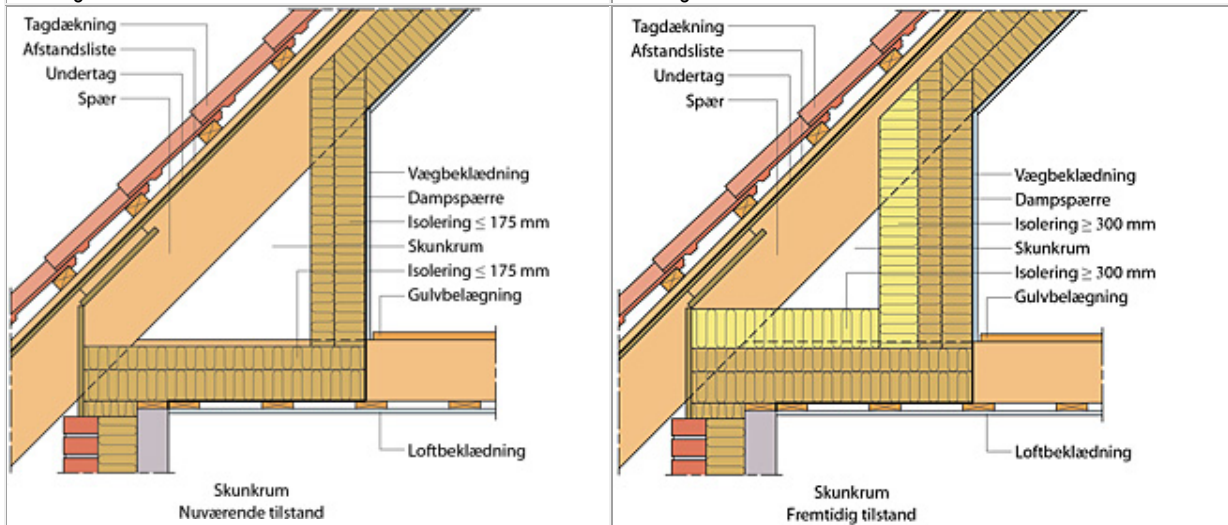 Tagdækning
Afstandsliste
Undertag
Spær
Vægbeklædning
Dampspærre
Isolering ≤ 175 mm
Skunkrum
Isolering ≤ 175 mm
Gulvbelægning
Loftbeklædning
Skunkrum
Nuværende tilstand
Tagdækning
Afstandsliste
Undertag
Spær
Vægbeklædning
Dampspærre
Isolering ≥ 300 mm
Skunkrum
Isolering ≥ 300 mm
Gulvbelægning
Loftbeklædning
Skunkrum
Fremtidig tilstand